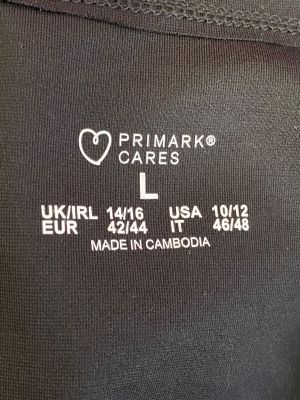 PRIMARK®
CARES
L
UK/IRL 14/16 USA 10/12
EUR 42/44 IT 46/48
MADE IN CAMBODIA